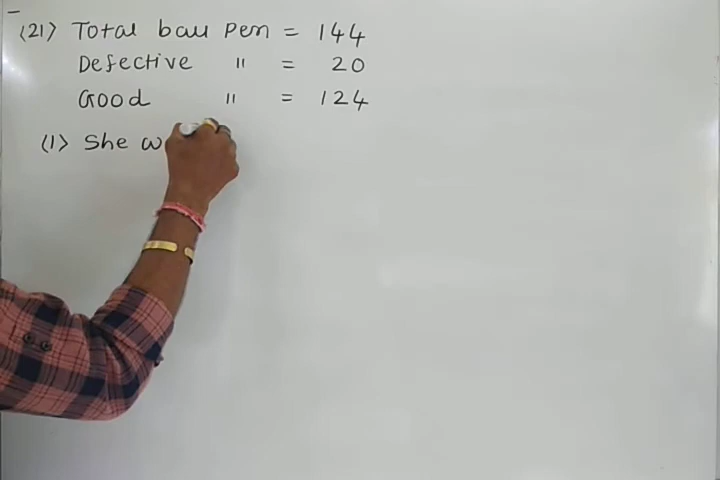 (21) Total ball Pen = 144
Defective " = 20
Good " = 124
(1) She w